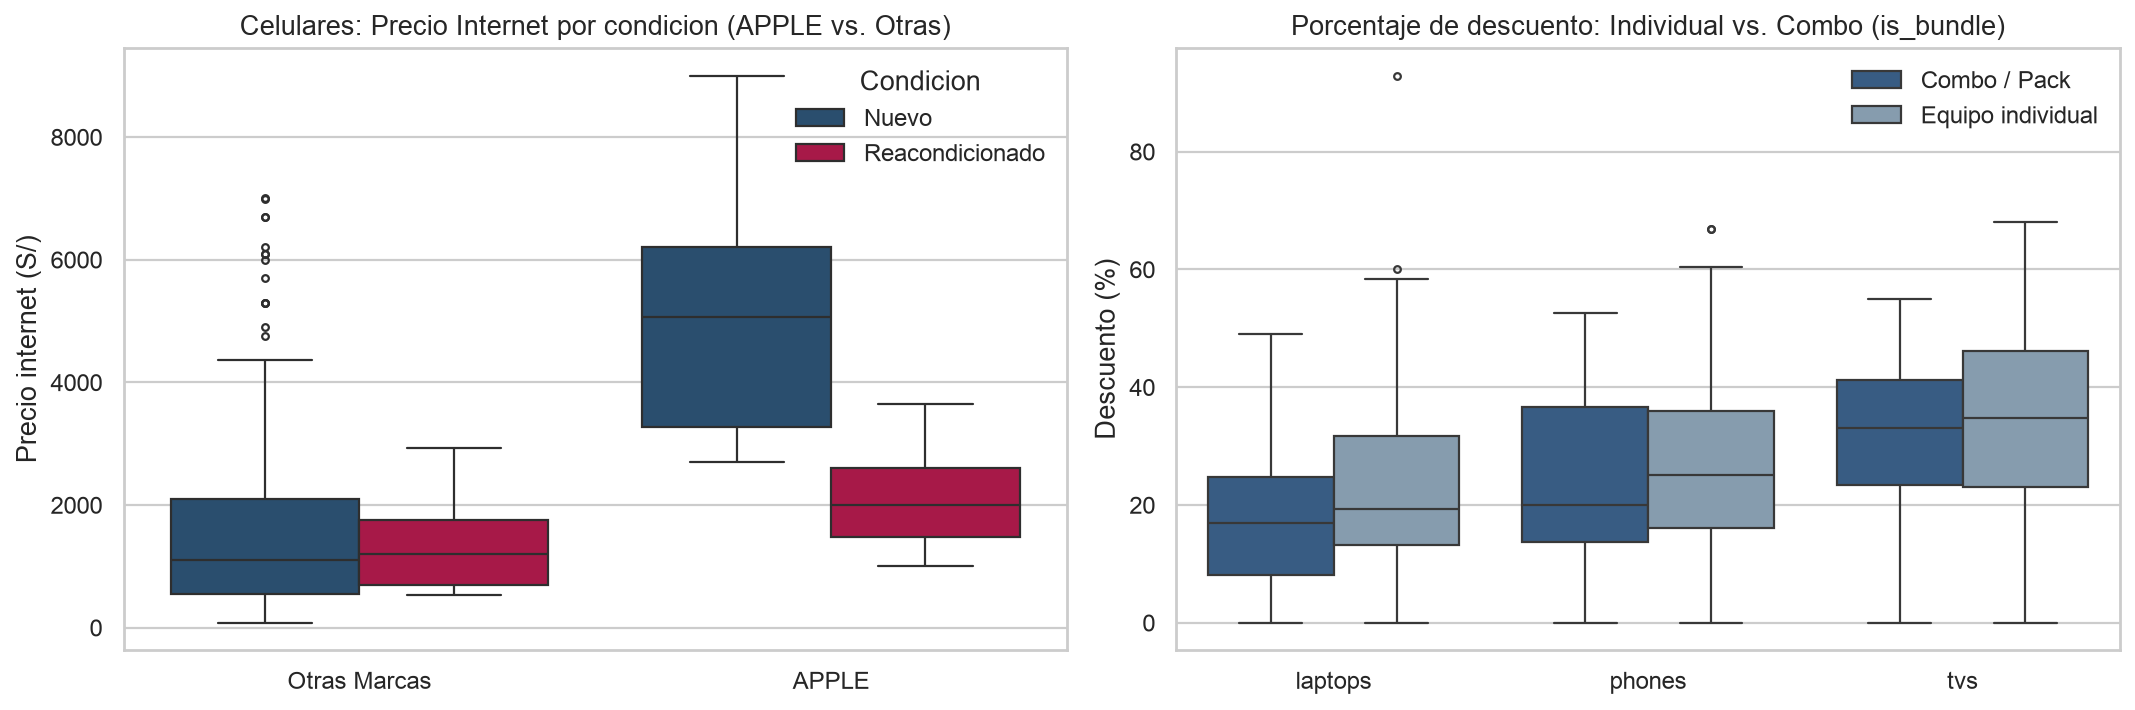 Celulares: Precio Internet por condicion (APPLE vs. Otras)
Precio internet (S/)
8000
6000
4000
2000
0
Condicion
Nuevo
Reacondicionado
Otras Marcas
APPLE
Porcentaje de descuento: Individual vs. Combo (is_bundle)
Descuento (%)
80
60
40
20
0
Combo / Pack
Equipo individual
laptops
phones
tvs